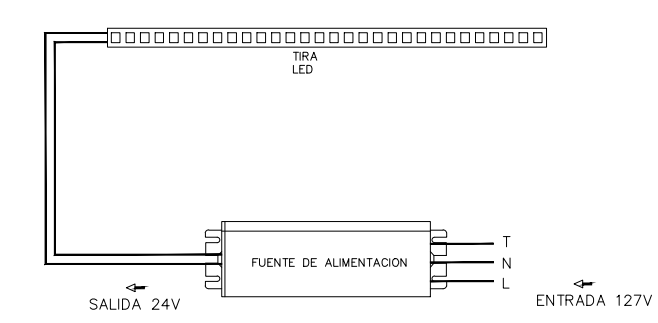 TIRA
LED
FUENTE DE ALIMENTACION
T
N
L
SALIDA 24V
ENTRADA 127V